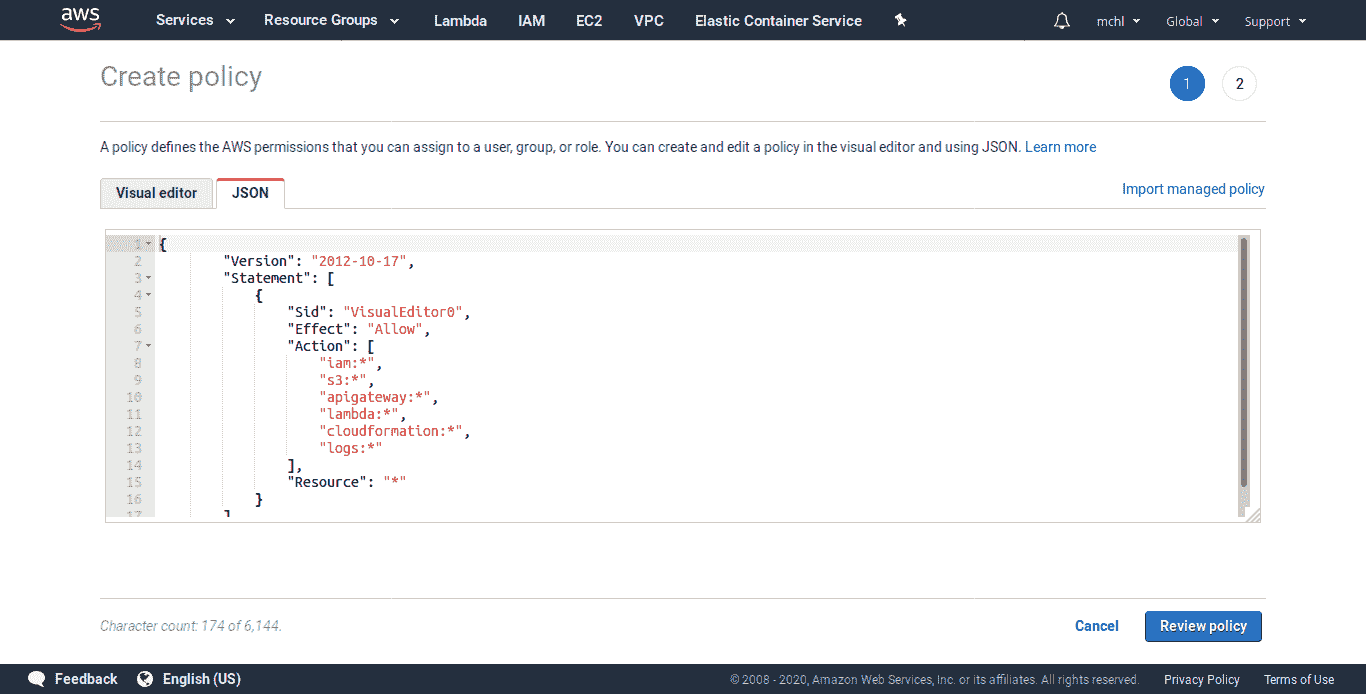 aws Services Resource Groups Lambda IAM EC2 VPC Elastic Container Service mchl Global Support
Create policy
1 2
A policy defines the AWS permissions that you can assign to a user, group, or role. You can create and edit a policy in the visual editor and using JSON. Learn more
Visual editor JSON Import managed policy
1 {
2 "Version": "2012-10-17",
3 "Statement": [
4 {
5 "Sid": "VisualEditor0",
6 "Effect": "Allow",
7 "Action": [
8 "iam:*",
9 "s3:*",
10 "apigateway:*",
11 "lambda:*",
12 "cloudformation:*",
13 "logs:*"
14 ],
15 "Resource": "*"
16 }
17 ]
Character count: 174 of 6,144. Cancel Review policy
Feedback English (US) © 2008 - 2020, Amazon Web Services, Inc. or its affiliates. All rights reserved. Privacy Policy Terms of Use